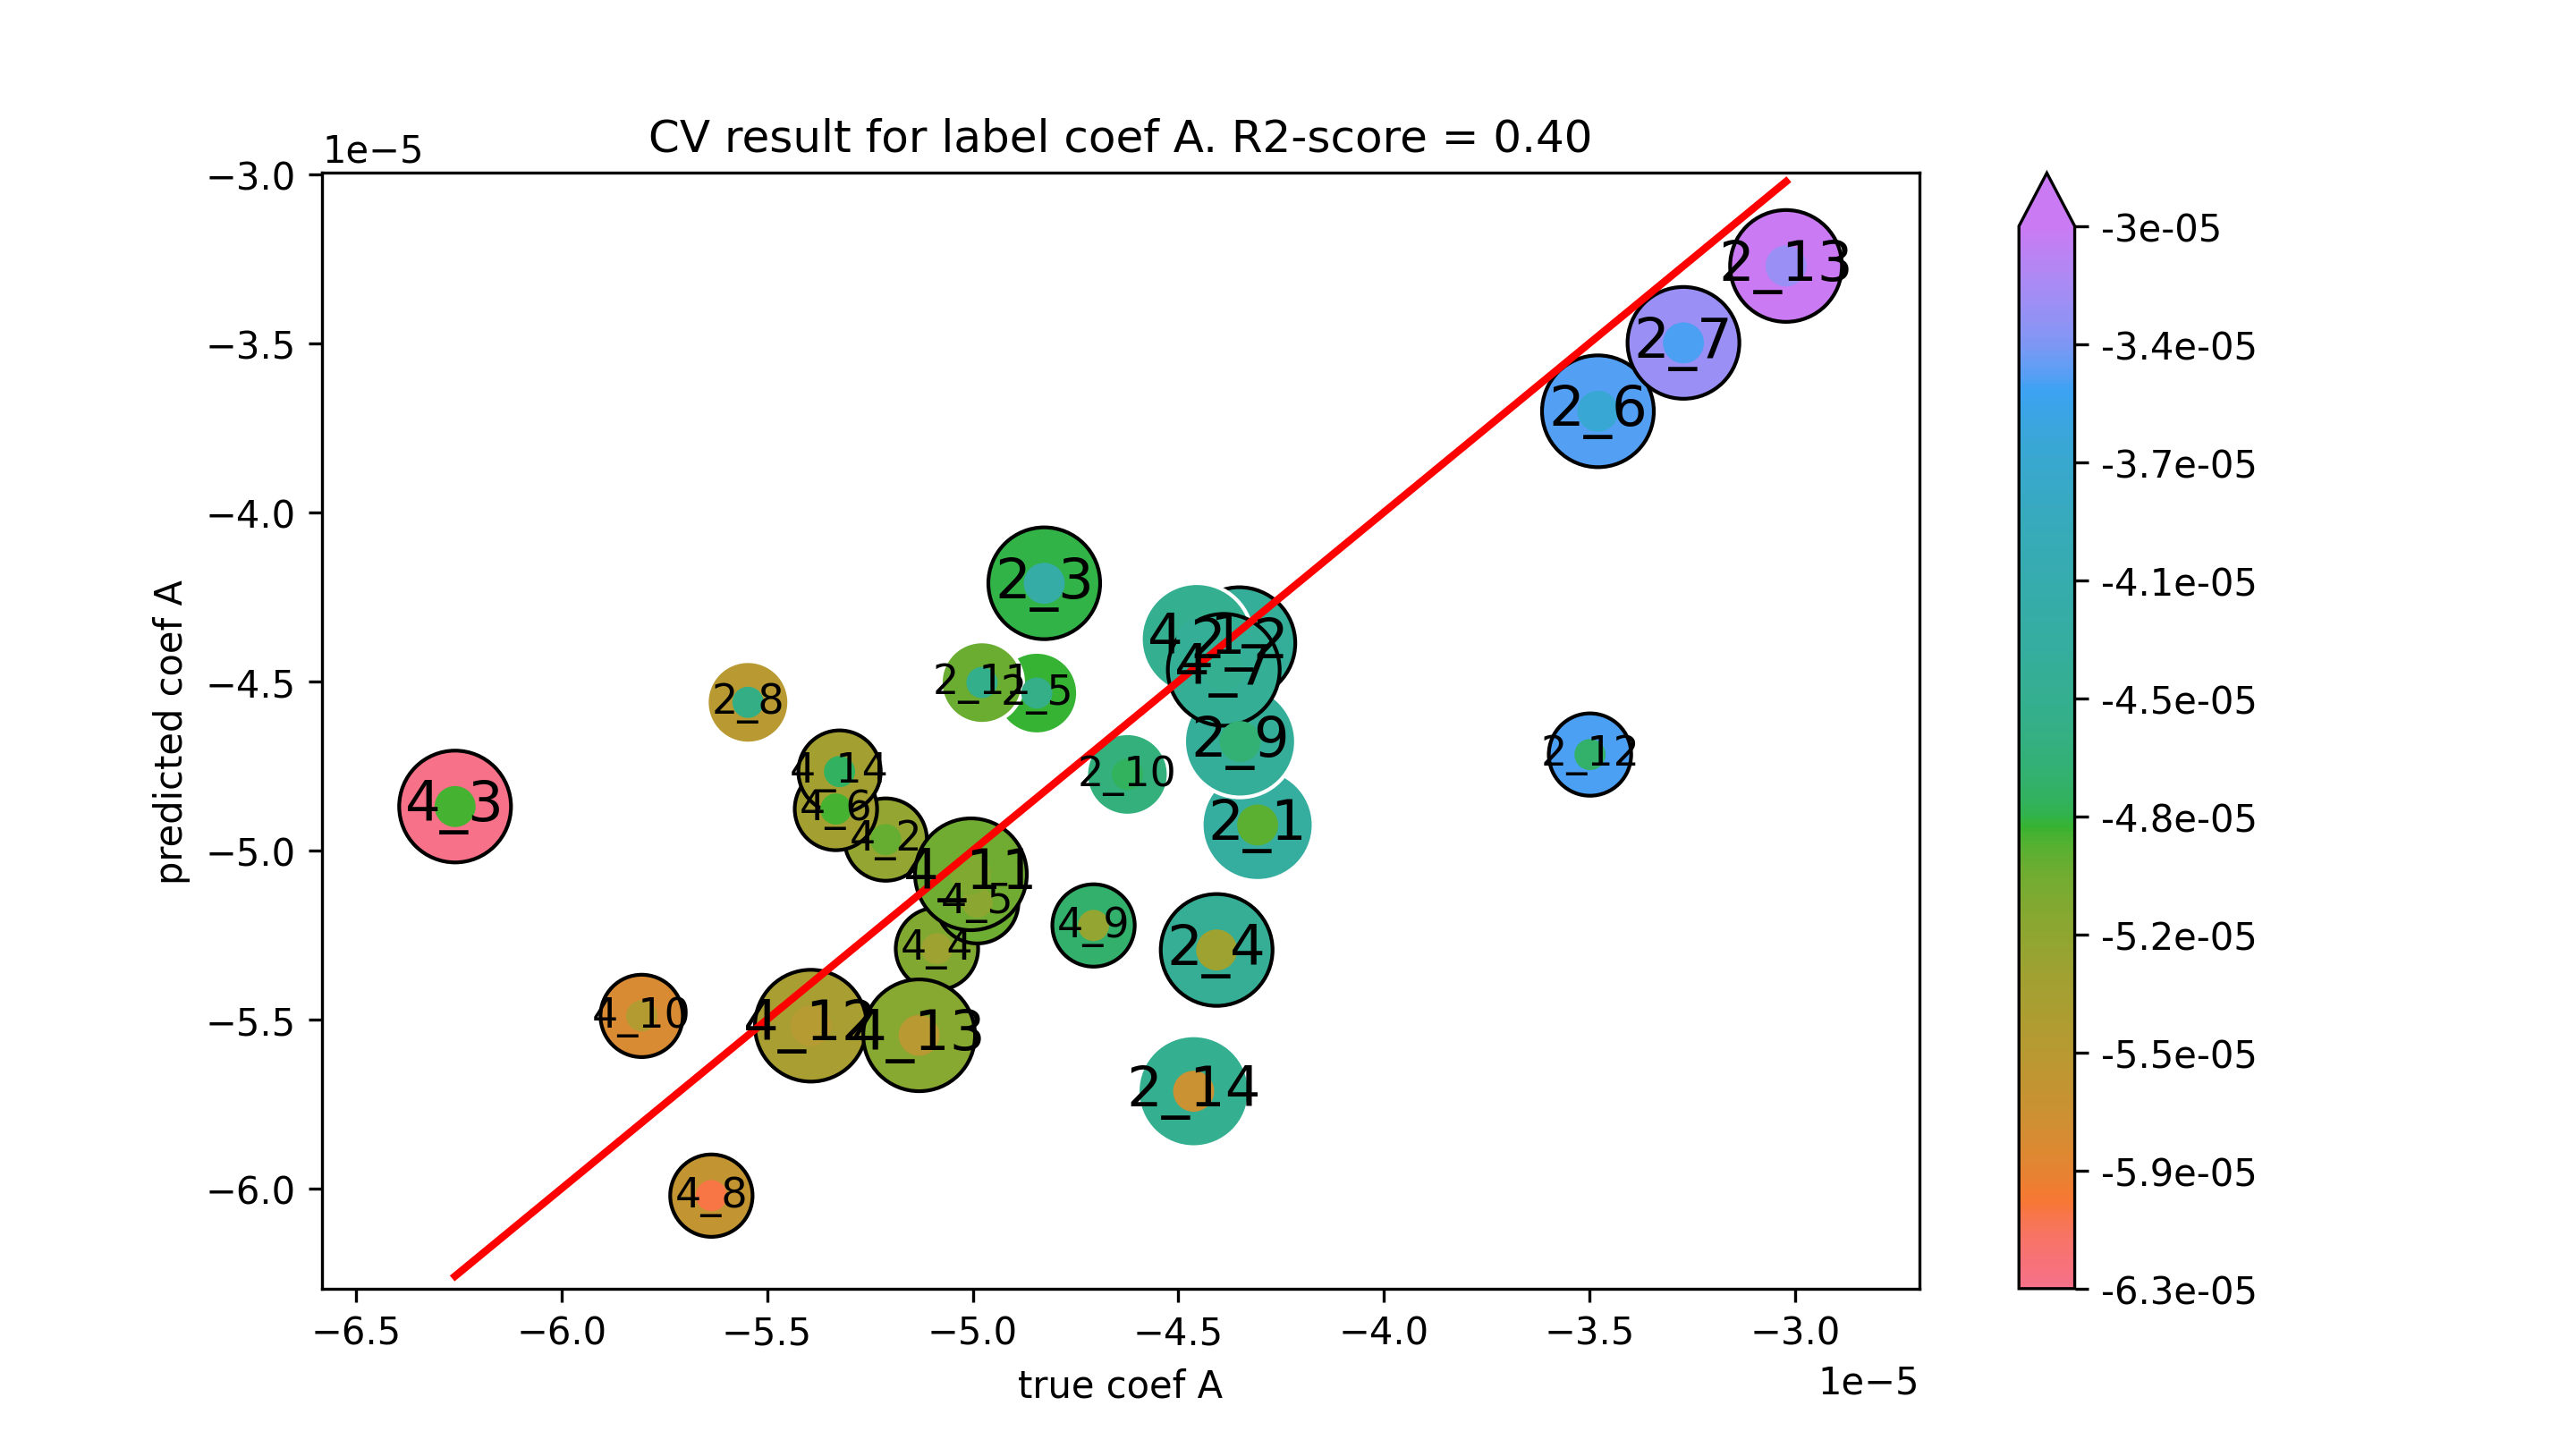 CV result for label coef A. R2-score = 0.40
1e−5
−3.0
−3.5
−4.0
−4.5
−5.0
−5.5
−6.0
predicted coef A
2_13
2_7
2_6
2_3
2_2
4_7
2_11
2_5
2_8
2_9
2_12
4_14
2_10
4_3
4_6
2_1
4_2
4_11
4_5
4_9
4_4
2_4
4_10
4_12
4_13
2_14
4_8
−6.5
−6.0
−5.5
−5.0
−4.5
−4.0
−3.5
−3.0
true coef A
1e−5
-3e-05
-3.4e-05
-3.7e-05
-4.1e-05
-4.5e-05
-4.8e-05
-5.2e-05
-5.5e-05
-5.9e-05
-6.3e-05